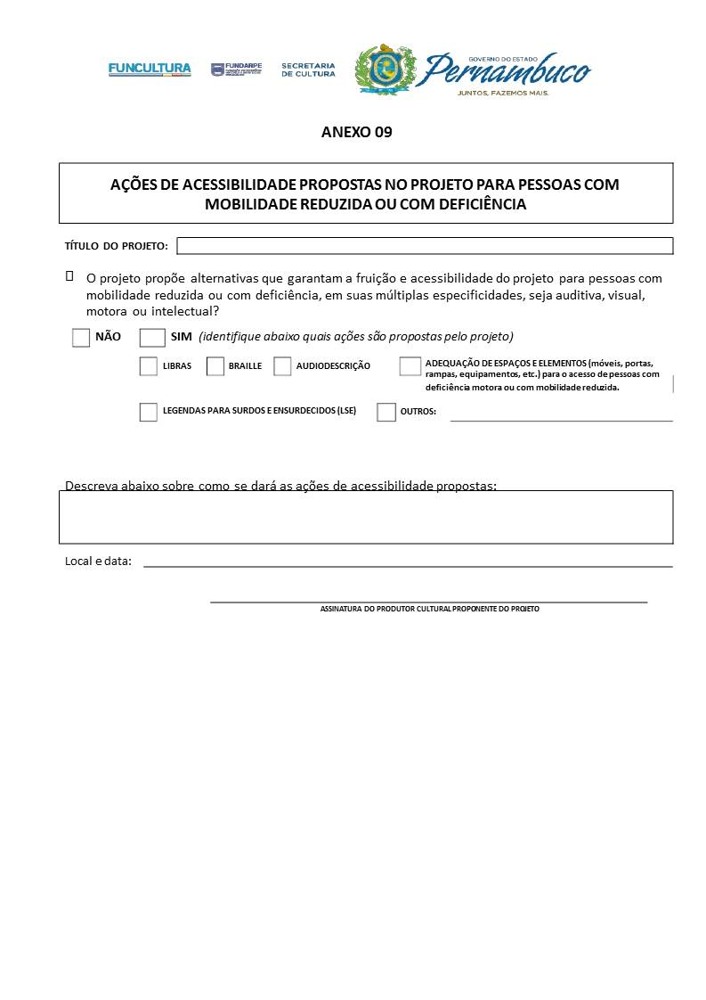 FUNCULTURA
FUNDARPE
SECRETARIA
DE CULTURA
GOVERNO DO ESTADO
Pernambuco
JUNTOS, FAZEMOS MAIS.
ANEXO 09
AÇÕES DE ACESSIBILIDADE PROPOSTAS NO PROJETO PARA PESSOAS COM
MOBILIDADE REDUZIDA OU COM DEFICIÊNCIA
TÍTULO DO PROJETO:
O projeto propõe alternativas que garantam a fruição e acessibilidade do projeto para pessoas com
mobilidade reduzida ou com deficiência, em suas múltiplas especificidades, seja auditiva, visual,
motora ou intelectual?
NÃO SIM (identifique abaixo quais ações são propostas pelo projeto)
LIBRAS BRAILLE AUDIODESCRIÇÃO ADEQUAÇÃO DE ESPAÇOS E ELEMENTOS (móveis, portas,
rampas, equipamentos, etc.) para o acesso de pessoas com
deficiência motora ou com mobilidade reduzida.
LEGENDAS PARA SURDOS E ENSURDECIDOS (LSE) OUTROS:
Descreva abaixo sobre como se dará as ações de acessibilidade propostas:
Local e data:
ASSINATURA DO PRODUTOR CULTURAL PROPONENTE DO PROJETO